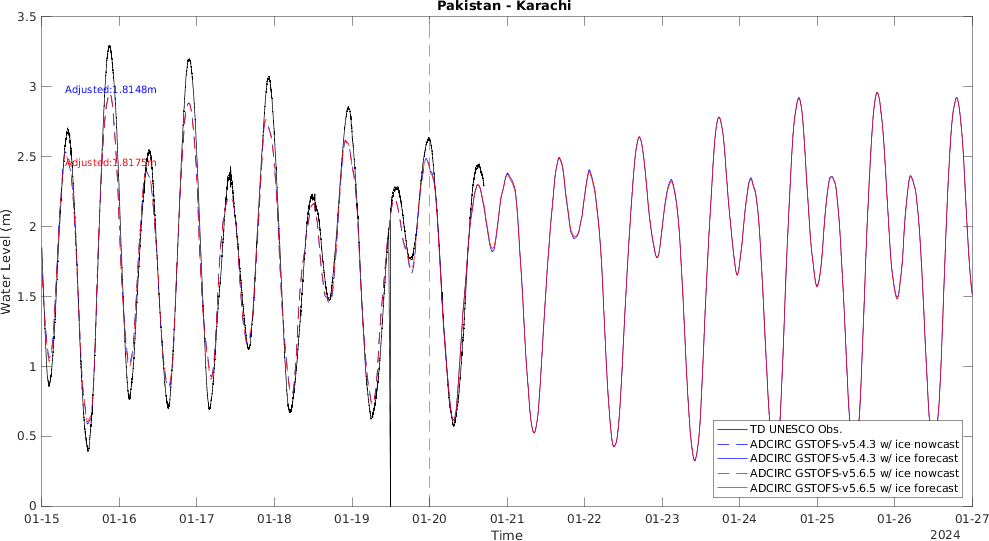 Pakistan - Karachi
3.5
3
2.5
2
1.5
1
0.5
0
Water Level (m)
Adjusted:1.8148m
Adjusted:1.8175m
TD UNESCO Obs.
ADCIRC GSTOFS-v5.4.3 w/ ice nowcast
ADCIRC GSTOFS-v5.4.3 w/ ice forecast
ADCIRC GSTOFS-v5.6.5 w/ ice nowcast
ADCIRC GSTOFS-v5.6.5 w/ ice forecast
01-15 01-16 01-17 01-18 01-19 01-20 01-21 01-22 01-23 01-24 01-25 01-26 01-27
Time
2024